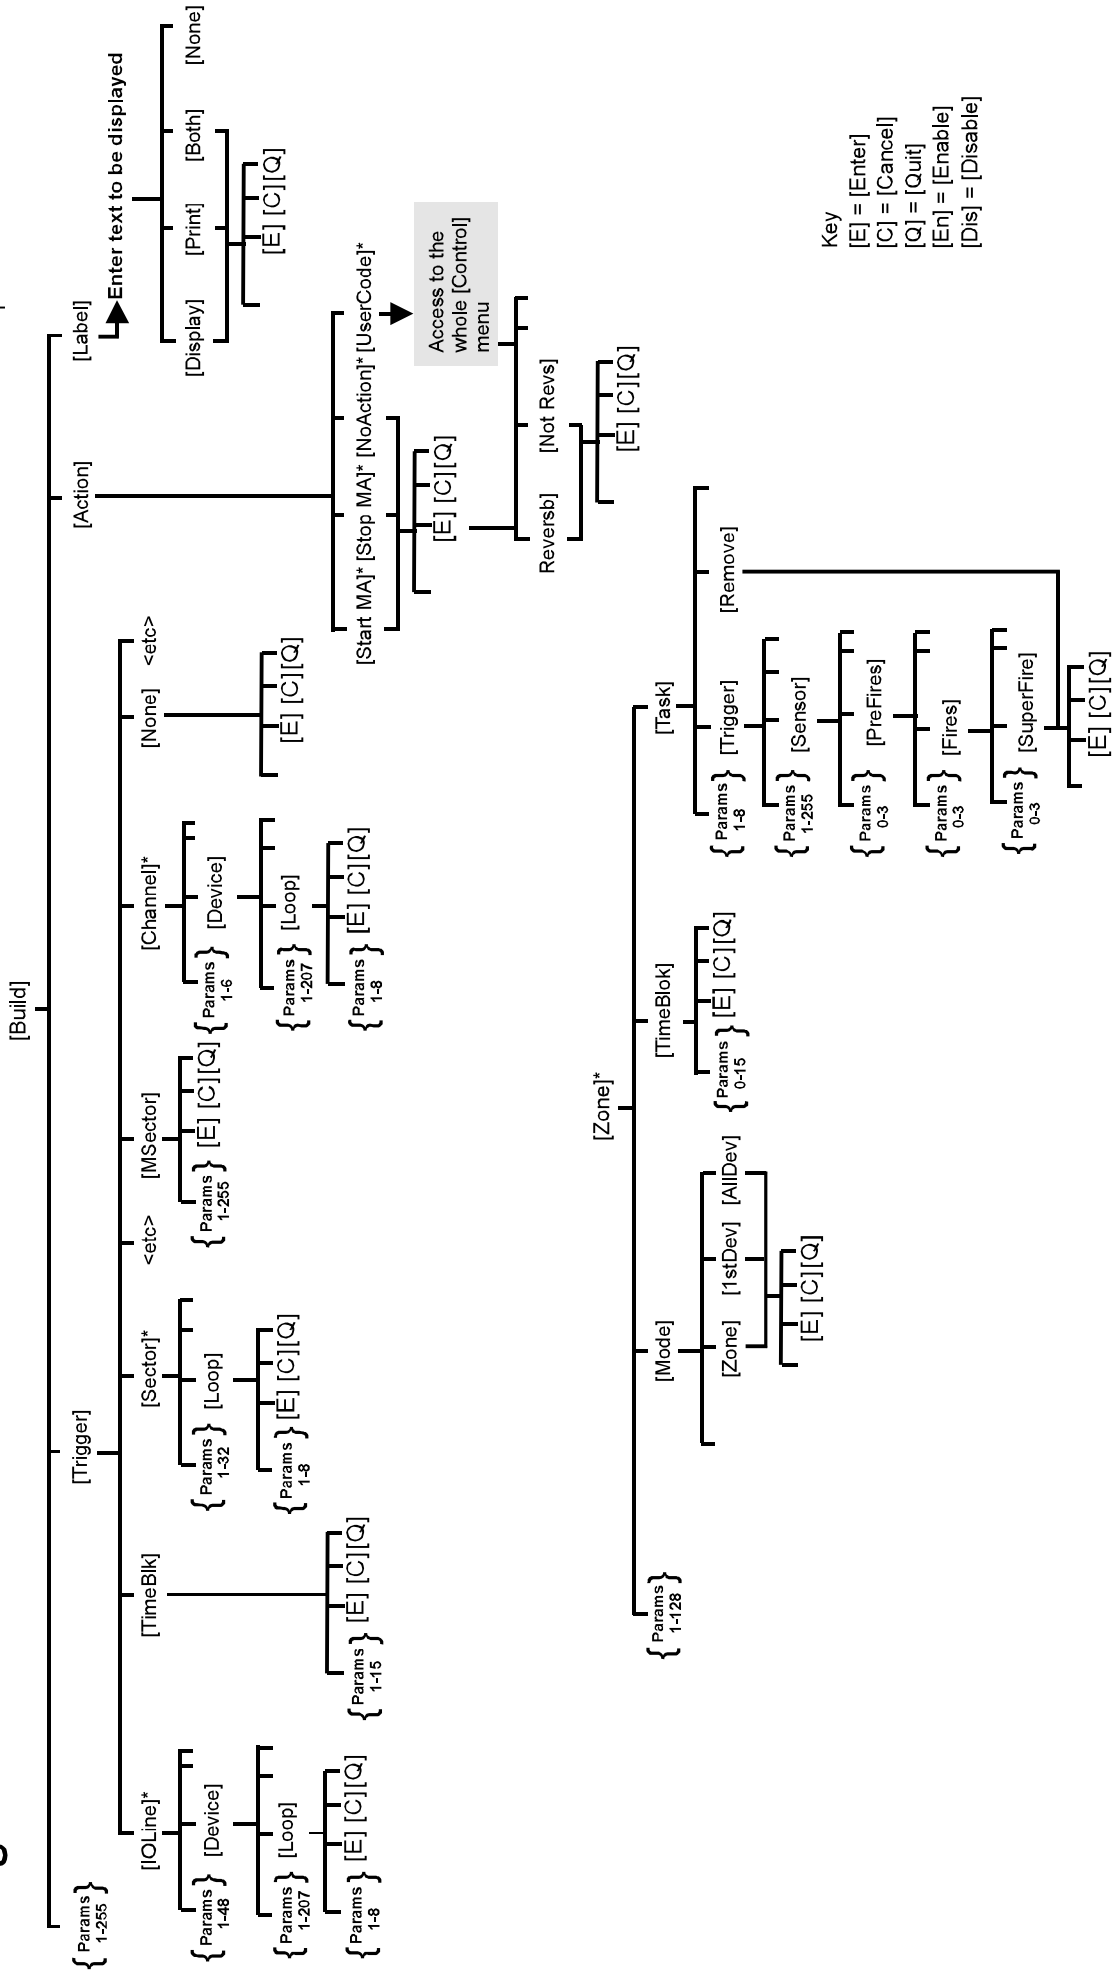 [Build]
{ Params }
1-255
[Trigger]
[Action]
[Label]
Enter text to be displayed
[Display]
[Print]
[Both]
[None]
[E] [C][Q]
[IOLine]*
[TimeBlk]
[Sector]*
<etc>
[MSector]
[Channel]*
[None]
<etc>
{ Params }
1-48
[Device]
{ Params }
1-207
[Loop]
{ Params }
1-8
[E] [C][Q]
{ Params }
1-15
[E] [C][Q]
{ Params }
1-32
[Loop]
{ Params }
1-8
[E] [C][Q]
{ Params }
1-255
[E] [C][Q]
{ Params }
1-6
[Device]
{ Params }
1-207
[Loop]
{ Params }
1-8
[E] [C][Q]
[E] [C][Q]
[Start MA]* [Stop MA]* [NoAction]* [UserCode]*
[E] [C][Q]
Access to the
whole [Control]
menu
Reversb]
[Not Revs]
[E] [C][Q]
[Zone]*
{ Params }
1-128
[Mode]
[TimeBlok]
[Task]
[Zone]
[1stDev]
[AllDev]
[E] [C][Q]
{ Params }
0-15
[E] [C][Q]
{ Params }
1-8
[Trigger]
[Remove]
{ Params }
1-255
[Sensor]
{ Params }
0-3
[PreFires]
{ Params }
0-3
[Fires]
{ Params }
0-3
[SuperFire]
[E] [C][Q]
Key
[E] = [Enter]
[C] = [Cancel]
[Q] = [Quit]
[En] = [Enable]
[Dis] = [Disable]